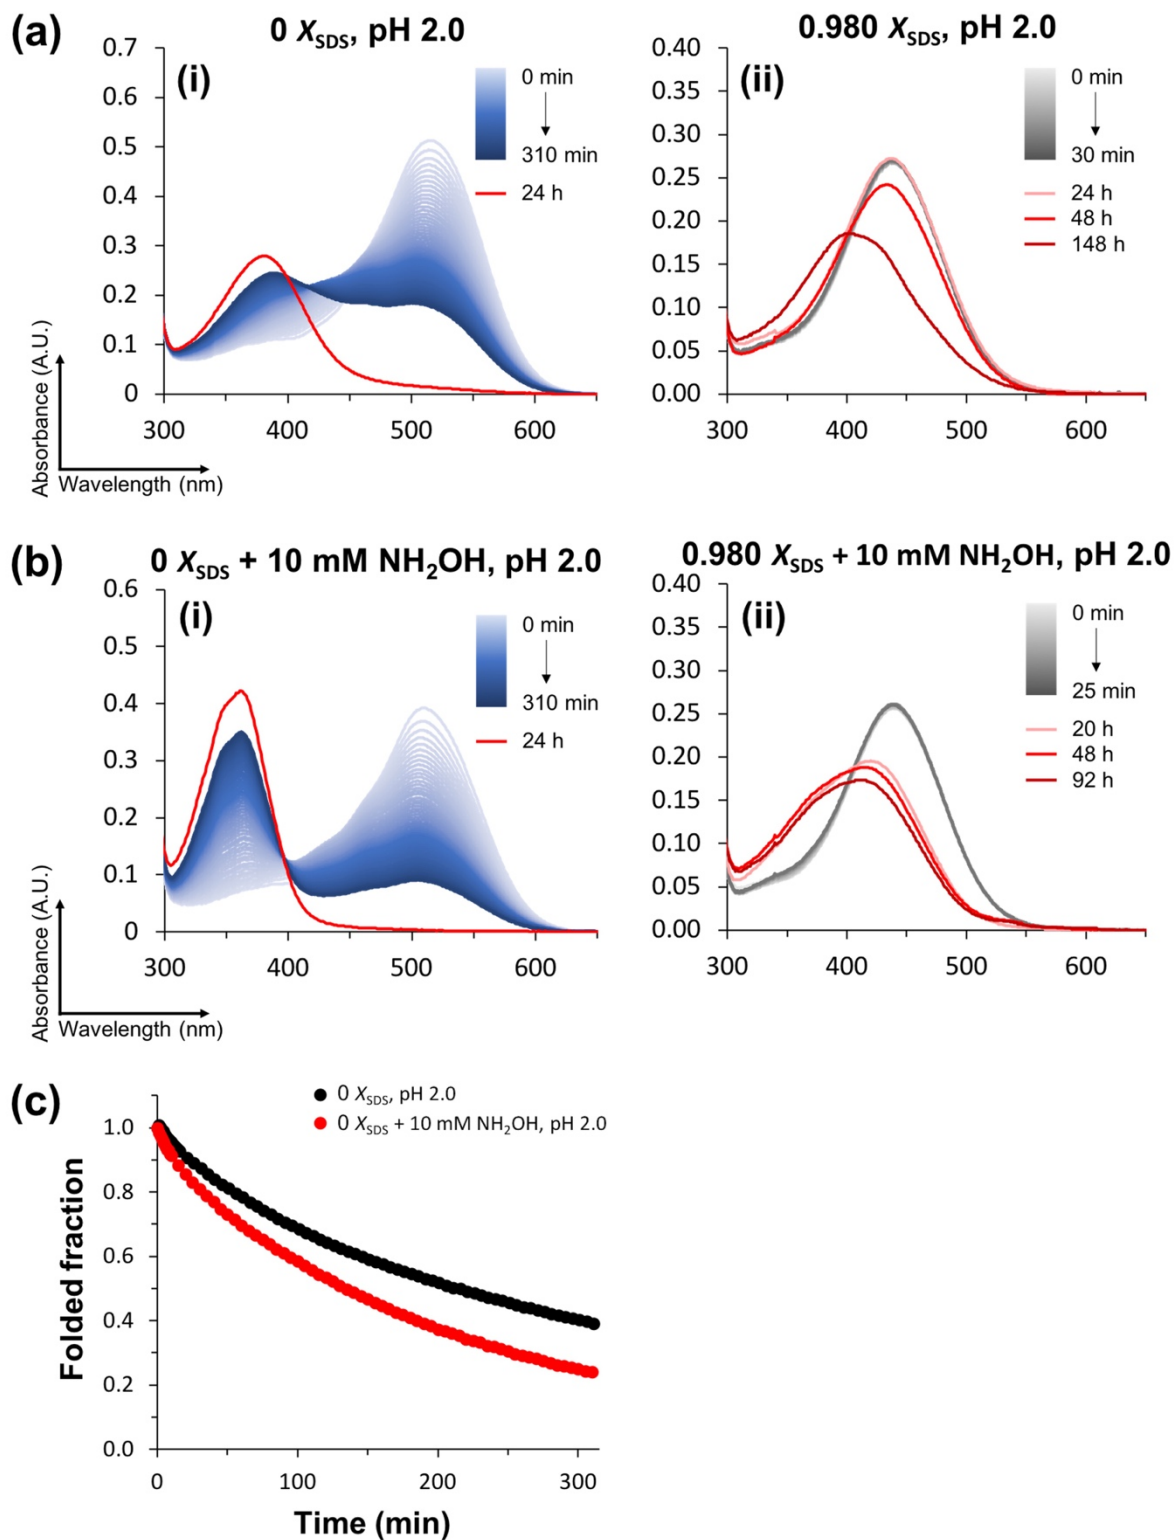 (a)
0 XSDS, pH 2.0
0.980 XSDS, pH 2.0
(i)
0.7
0.6
0.5
0.4
0.3
0.2
0.1
0
300
400
500
600
0 min
310 min
24 h
Absorbance (A.U.)
Wavelength (nm)
(ii)
0.40
0.35
0.30
0.25
0.20
0.15
0.10
0.05
0.00
300
400
500
600
0 min
30 min
24 h
48 h
148 h
(b)
0 XSDS + 10 mM NH2OH, pH 2.0
0.980 XSDS + 10 mM NH2OH, pH 2.0
(i)
0.6
0.5
0.4
0.3
0.2
0.1
0
300
400
500
600
0 min
310 min
24 h
Absorbance (A.U.)
Wavelength (nm)
(ii)
0.40
0.35
0.30
0.25
0.20
0.15
0.10
0.05
0.00
300
400
500
600
0 min
25 min
20 h
48 h
92 h
(c)
0 XSDS, pH 2.0
0 XSDS + 10 mM NH2OH, pH 2.0
Folded fraction
1.0
0.8
0.6
0.4
0.2
0.0
0
100
200
300
Time (min)